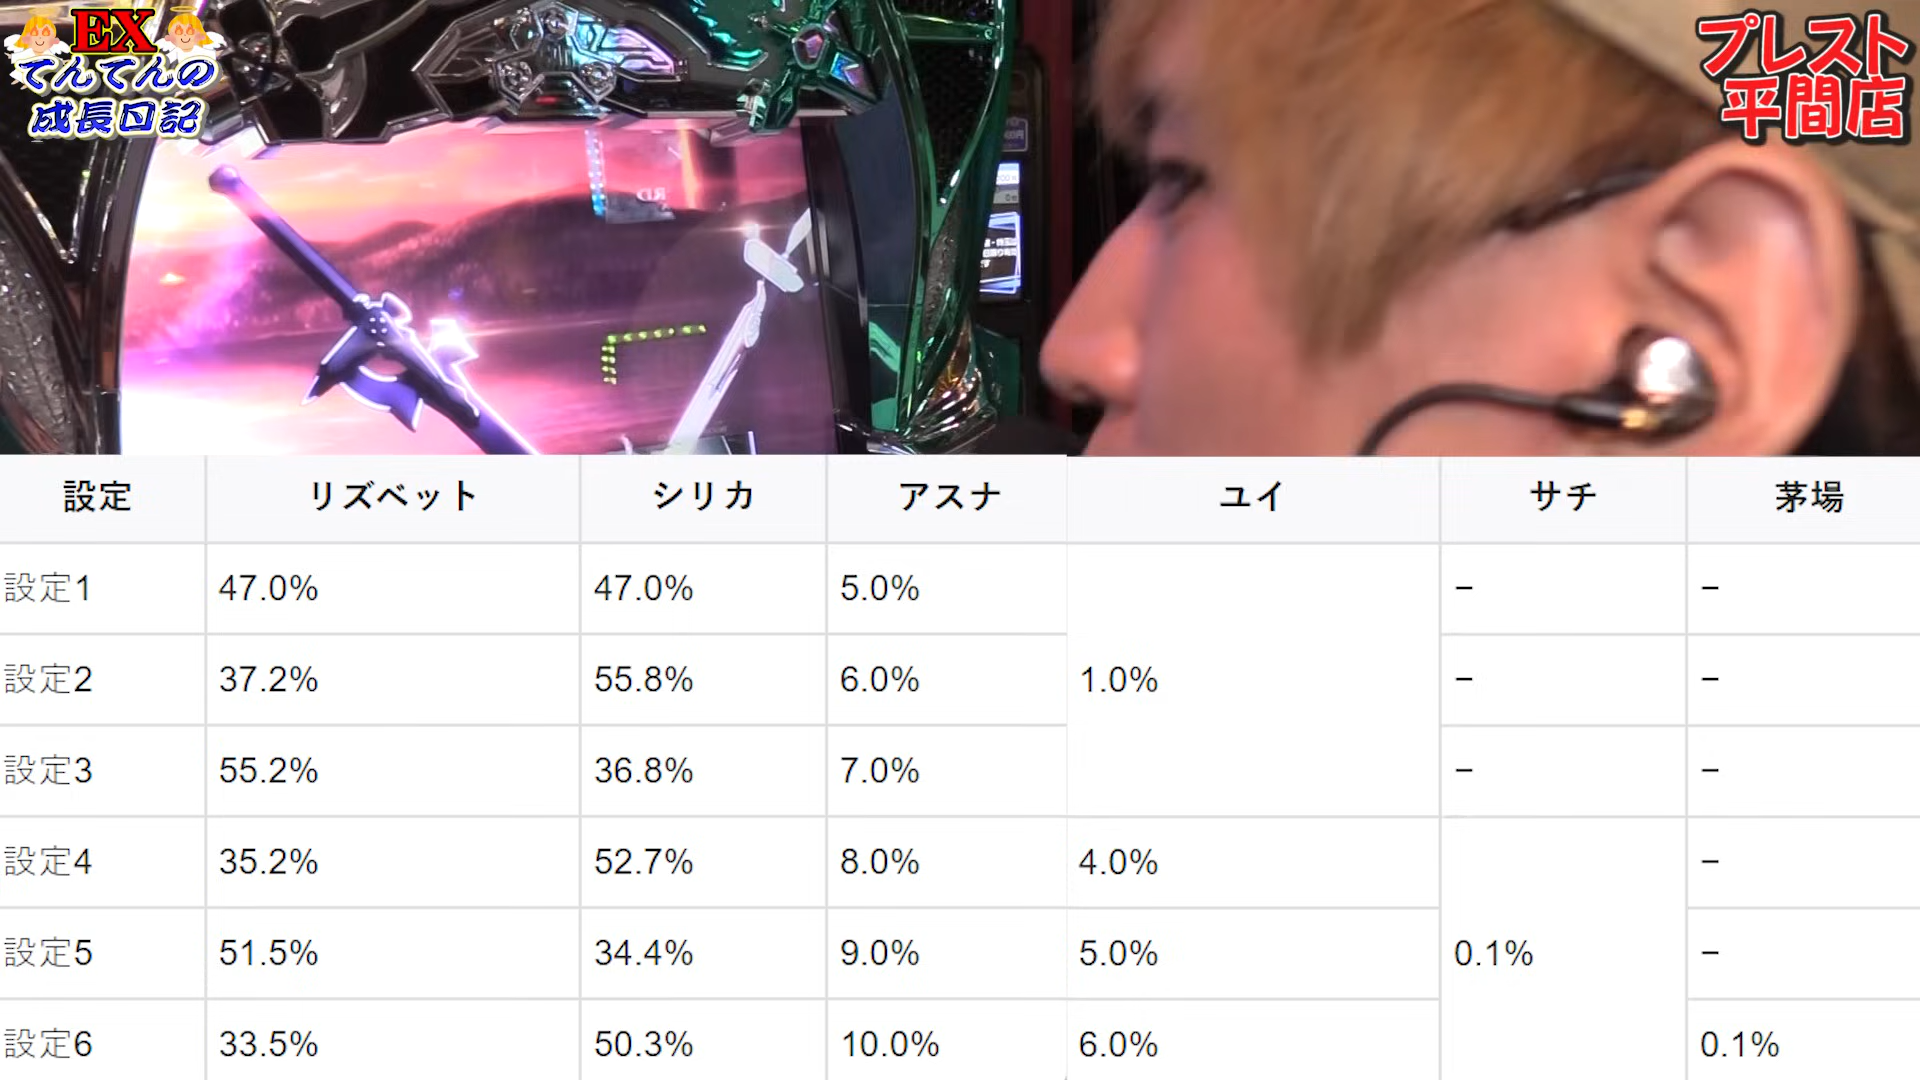 EX
てんてんの
成長日記
プレスト
平間店
設定 リズベット シリカ アスナ ユイ サチ 茅場
設定1 47.0% 47.0% 5.0% 1.0% – –
設定2 37.2% 55.8% 6.0% – –
設定3 55.2% 36.8% 7.0% – –
設定4 35.2% 52.7% 8.0% 4.0% 0.1% –
設定5 51.5% 34.4% 9.0% 5.0% –
設定6 33.5% 50.3% 10.0% 6.0% 0.1%